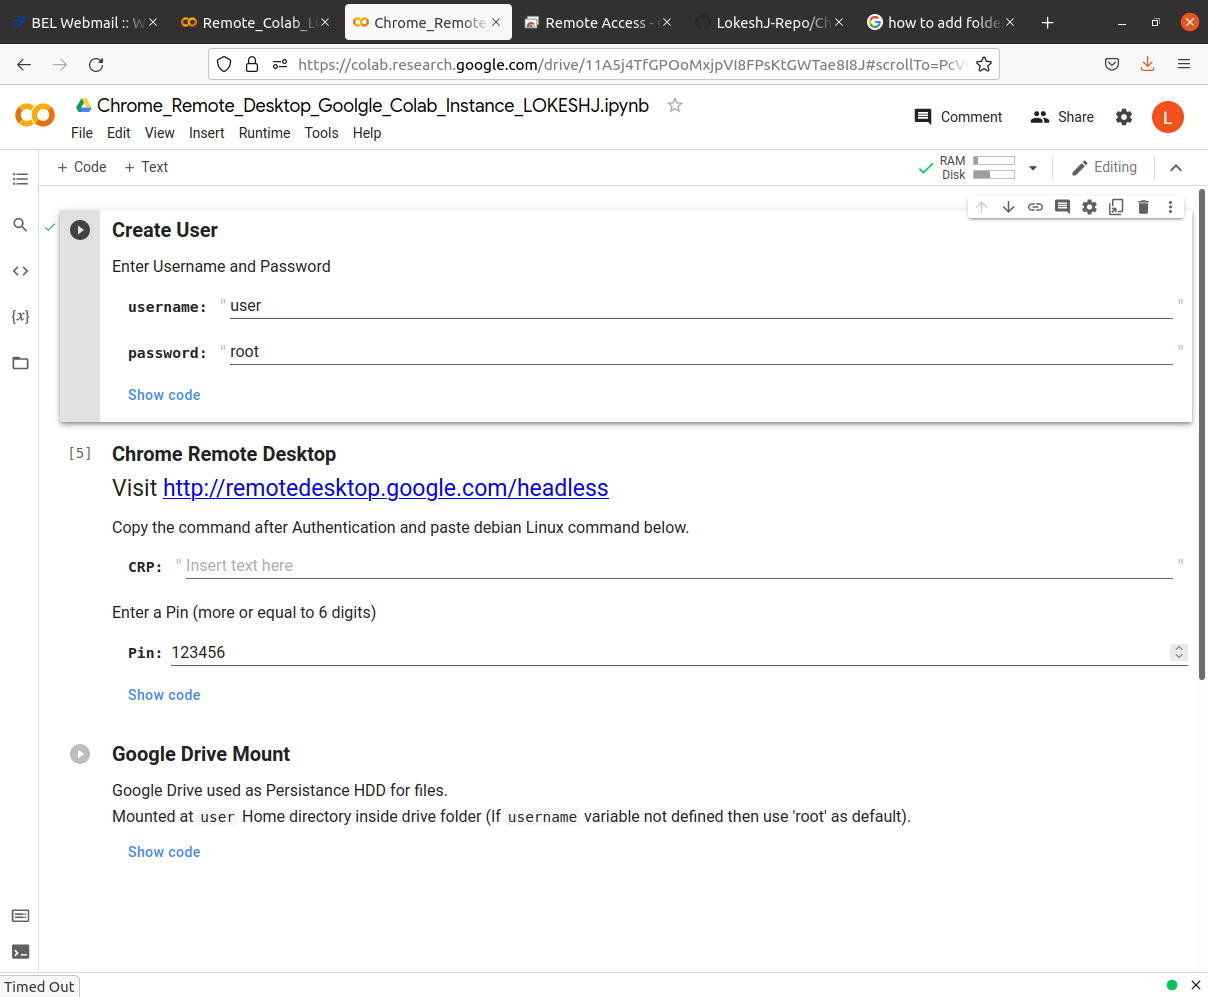 BEL Webmail :: W
Remote_Colab_LO
Chrome_Remote_
Remote Access -
LokeshJ-Repo/Ch
how to add folde
https://colab.research.google.com/drive/11A5j4TfGPOoMxjpVI8FPsKtGWTae8I8J#scrollTo=PcV
Chrome_Remote_Desktop_Goolgle_Colab_Instance_LOKESHJ.ipynb
Comment
Share
L
File Edit View Insert Runtime Tools Help
+ Code + Text
RAM
Disk
Editing
Create User
Enter Username and Password
username: " user "
password: " root "
Show code
[5]
Chrome Remote Desktop
Visit http://remotedesktop.google.com/headless
Copy the command after Authentication and paste debian Linux command below.
CRP: " Insert text here "
Enter a Pin (more or equal to 6 digits)
Pin: 123456
Show code
Google Drive Mount
Google Drive used as Persistance HDD for files.
Mounted at user Home directory inside drive folder (If username variable not defined then use 'root' as default).
Show code
{x}
Timed Out